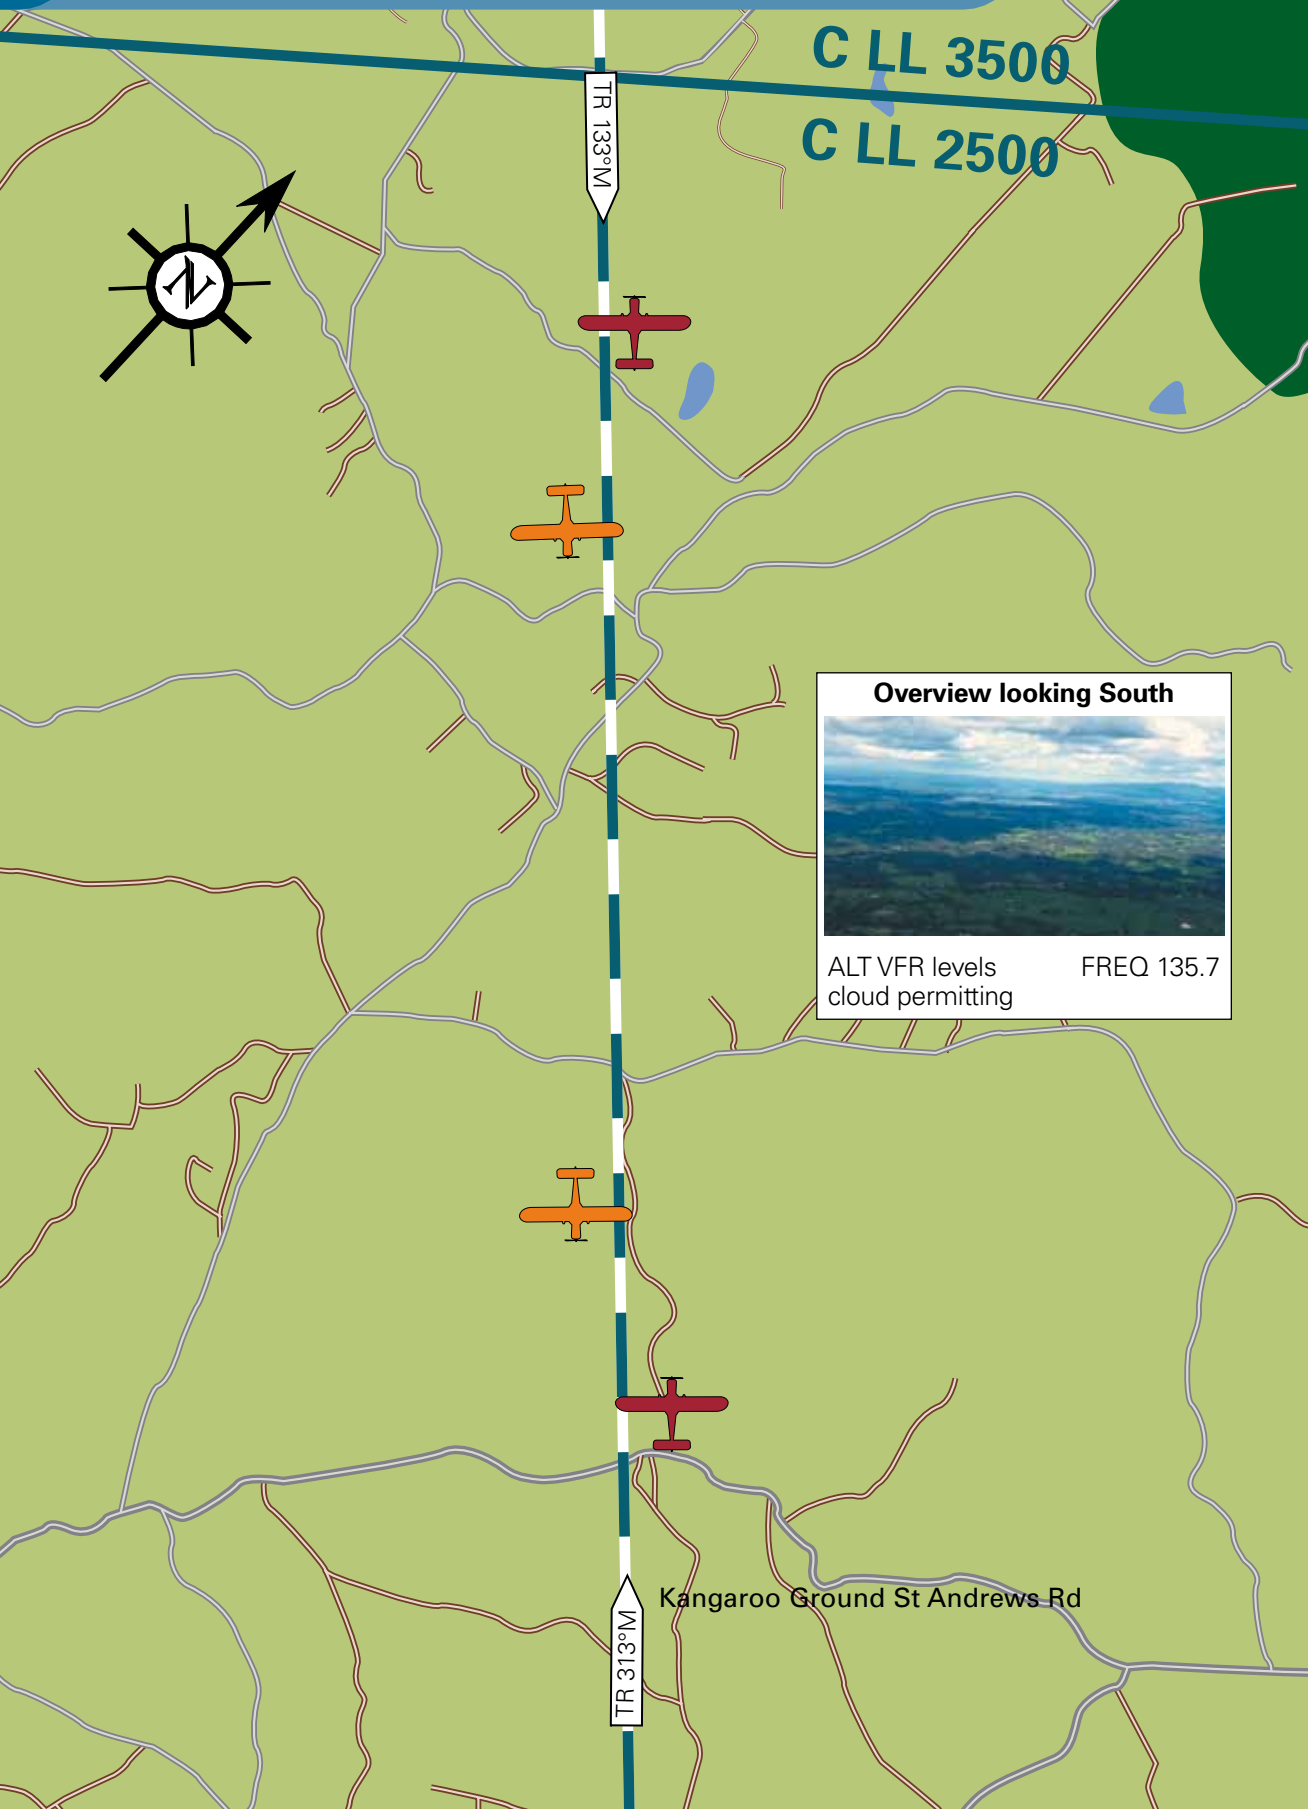 C LL 3500
TR 133°M
C LL 2500
N
Overview looking South
ALT VFR levels
cloud permitting
FREQ 135.7
Kangaroo Ground St Andrews Rd
TR 313°M